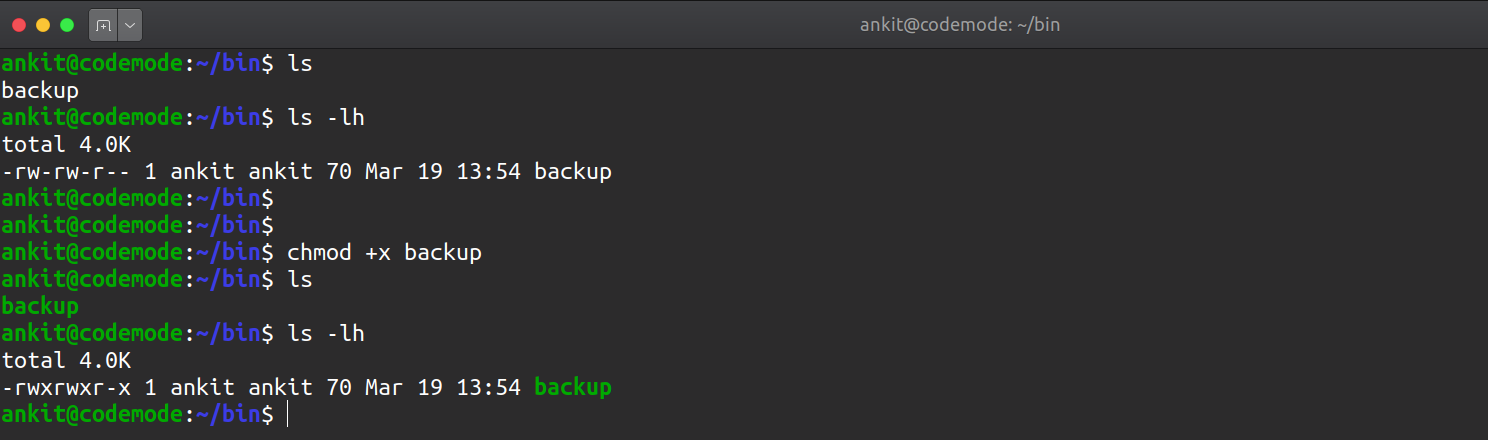 ankit@codemode: ~/bin
ankit@codemode:~/bin$ ls
backup
ankit@codemode:~/bin$ ls -lh
total 4.0K
-rw-rw-r-- 1 ankit ankit 70 Mar 19 13:54 backup
ankit@codemode:~/bin$
ankit@codemode:~/bin$
ankit@codemode:~/bin$ chmod +x backup
ankit@codemode:~/bin$ ls
backup
ankit@codemode:~/bin$ ls -lh
total 4.0K
-rwxrwxr-x 1 ankit ankit 70 Mar 19 13:54 backup
ankit@codemode:~/bin$